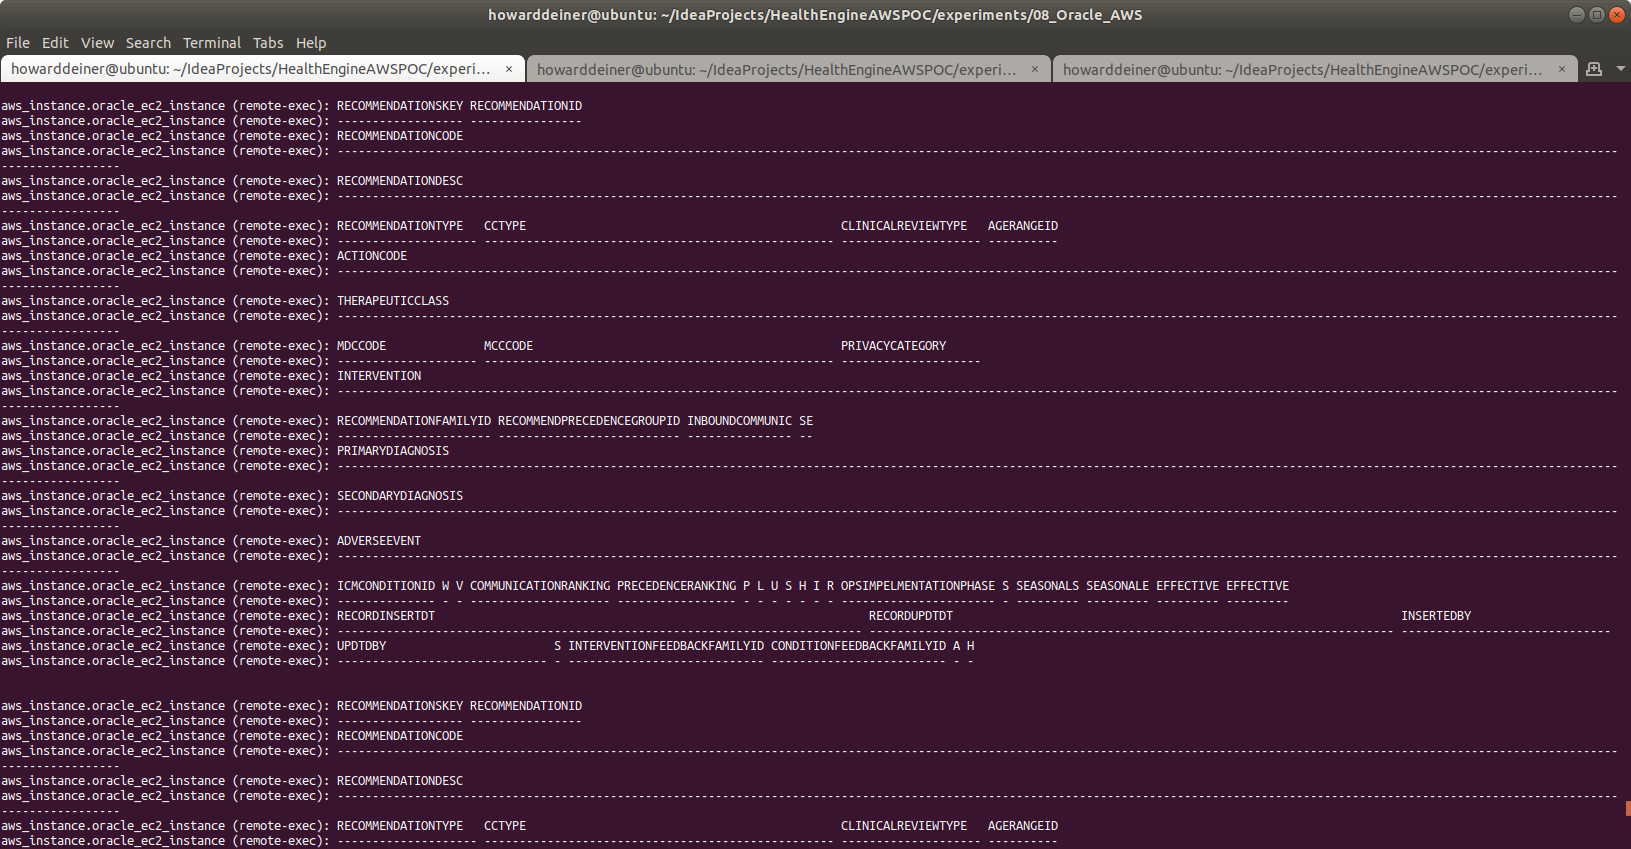 howarddeiner@ubuntu: ~/IdeaProjects/HealthEngineAWSPOC/experiments/08_Oracle_AWS
File Edit View Search Terminal Tabs Help
howarddeiner@ubuntu: ~/IdeaProjects/HealthEngineAWSPOC/experi... × howarddeiner@ubuntu: ~/IdeaProjects/HealthEngineAWSPOC/experi... × howarddeiner@ubuntu: ~/IdeaProjects/HealthEngineAWSPOC/experi... ×
aws_instance.oracle_ec2_instance (remote-exec): RECOMMENDATIONSKEY RECOMMENDATIONID
aws_instance.oracle_ec2_instance (remote-exec): ------------------ ----------------
aws_instance.oracle_ec2_instance (remote-exec): RECOMMENDATIONCODE
aws_instance.oracle_ec2_instance (remote-exec): ---------------------------------------------------------------------------------------------------------------------------------------------------------------------------------------
-----------------
aws_instance.oracle_ec2_instance (remote-exec): RECOMMENDATIONDESC
aws_instance.oracle_ec2_instance (remote-exec): ---------------------------------------------------------------------------------------------------------------------------------------------------------------------------------------
-----------------
aws_instance.oracle_ec2_instance (remote-exec): RECOMMENDATIONTYPE   CCTYPE                                             CLINICALREVIEWTYPE   AGERANGEID
aws_instance.oracle_ec2_instance (remote-exec): -------------------- -------------------------------------------------- -------------------- ----------
aws_instance.oracle_ec2_instance (remote-exec): ACTIONCODE
aws_instance.oracle_ec2_instance (remote-exec): ---------------------------------------------------------------------------------------------------------------------------------------------------------------------------------------
-----------------
aws_instance.oracle_ec2_instance (remote-exec): THERAPEUTICCLASS
aws_instance.oracle_ec2_instance (remote-exec): ---------------------------------------------------------------------------------------------------------------------------------------------------------------------------------------
-----------------
aws_instance.oracle_ec2_instance (remote-exec): MDCCODE              MCCCODE                                            PRIVACYCATEGORY
aws_instance.oracle_ec2_instance (remote-exec): -------------------- -------------------------------------------------- --------------------
aws_instance.oracle_ec2_instance (remote-exec): INTERVENTION
aws_instance.oracle_ec2_instance (remote-exec): ---------------------------------------------------------------------------------------------------------------------------------------------------------------------------------------
-----------------
aws_instance.oracle_ec2_instance (remote-exec): RECOMMENDATIONFAMILYID RECOMMENDPRECEDENCEGROUPID INBOUNDCOMMUNIC SE
aws_instance.oracle_ec2_instance (remote-exec): ---------------------- -------------------------- --------------- --
aws_instance.oracle_ec2_instance (remote-exec): PRIMARYDIAGNOSIS
aws_instance.oracle_ec2_instance (remote-exec): ---------------------------------------------------------------------------------------------------------------------------------------------------------------------------------------
-----------------
aws_instance.oracle_ec2_instance (remote-exec): SECONDARYDIAGNOSIS
aws_instance.oracle_ec2_instance (remote-exec): ---------------------------------------------------------------------------------------------------------------------------------------------------------------------------------------
-----------------
aws_instance.oracle_ec2_instance (remote-exec): ADVERSEEVENT
aws_instance.oracle_ec2_instance (remote-exec): ---------------------------------------------------------------------------------------------------------------------------------------------------------------------------------------
-----------------
aws_instance.oracle_ec2_instance (remote-exec): ICMCONDITIONID W V COMMUNICATIONRANKING PRECEDENCERANKING P L U S H I R OPSIMPELMENTATIONPHASE S SEASONALS SEASONALE EFFECTIVE EFFECTIVE
aws_instance.oracle_ec2_instance (remote-exec): -------------- - - -------------------- ----------------- - - - - - - - ---------------------- - --------- --------- --------- ---------
aws_instance.oracle_ec2_instance (remote-exec): RECORDINSERTDT                                                              RECORDUPDTDT                                                                INSERTEDBY
aws_instance.oracle_ec2_instance (remote-exec): --------------------------------------------------------------------------- --------------------------------------------------------------------------- ------------------------------
aws_instance.oracle_ec2_instance (remote-exec): UPDTDBY                        S INTERVENTIONFEEDBACKFAMILYID CONDITIONFEEDBACKFAMILYID A H
aws_instance.oracle_ec2_instance (remote-exec): ------------------------------ - ---------------------------- ------------------------- - -
aws_instance.oracle_ec2_instance (remote-exec): RECOMMENDATIONSKEY RECOMMENDATIONID
aws_instance.oracle_ec2_instance (remote-exec): ------------------ ----------------
aws_instance.oracle_ec2_instance (remote-exec): RECOMMENDATIONCODE
aws_instance.oracle_ec2_instance (remote-exec): ---------------------------------------------------------------------------------------------------------------------------------------------------------------------------------------
-----------------
aws_instance.oracle_ec2_instance (remote-exec): RECOMMENDATIONDESC
aws_instance.oracle_ec2_instance (remote-exec): ---------------------------------------------------------------------------------------------------------------------------------------------------------------------------------------
-----------------
aws_instance.oracle_ec2_instance (remote-exec): RECOMMENDATIONTYPE   CCTYPE                                             CLINICALREVIEWTYPE   AGERANGEID
aws_instance.oracle_ec2_instance (remote-exec): -------------------- -------------------------------------------------- -------------------- ----------